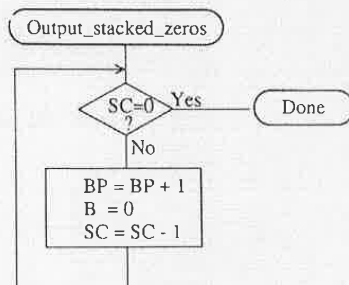 Output_stacked_zeros
SC=0
?
Yes
Done
No
BP = BP + 1
B = 0
SC = SC - 1